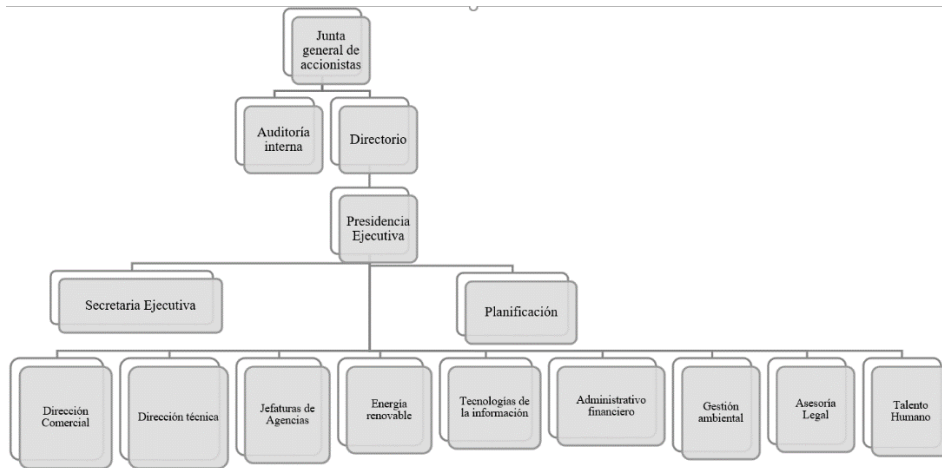 Junta
general de
accionistas
Auditoría
interna
Directorio
Presidencia
Ejecutiva
Secretaria Ejecutiva
Planificación
Dirección
Comercial
Dirección técnica
Jefaturas de
Agencias
Energía
renovable
Tecnologías de
la información
Administrativo
financiero
Gestión
ambiental
Asesoría
Legal
Talento
Humano